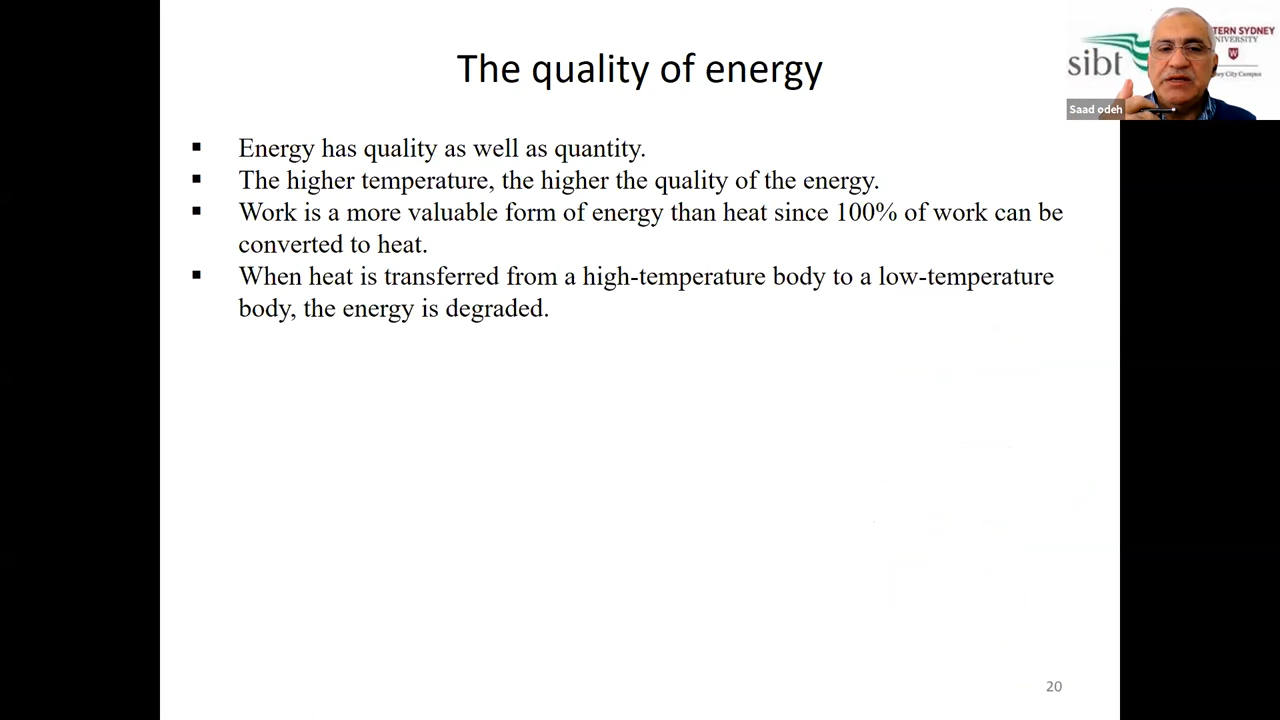 The quality of energy
▪ Energy has quality as well as quantity.
▪ The higher temperature, the higher the quality of the energy.
▪ Work is a more valuable form of energy than heat since 100% of work can be
converted to heat.
▪ When heat is transferred from a high-temperature body to a low-temperature
body, the energy is degraded.
20
sibt
TERN SYDNEY
UNIVERSITY
W
ney City Campus
Saad odeh